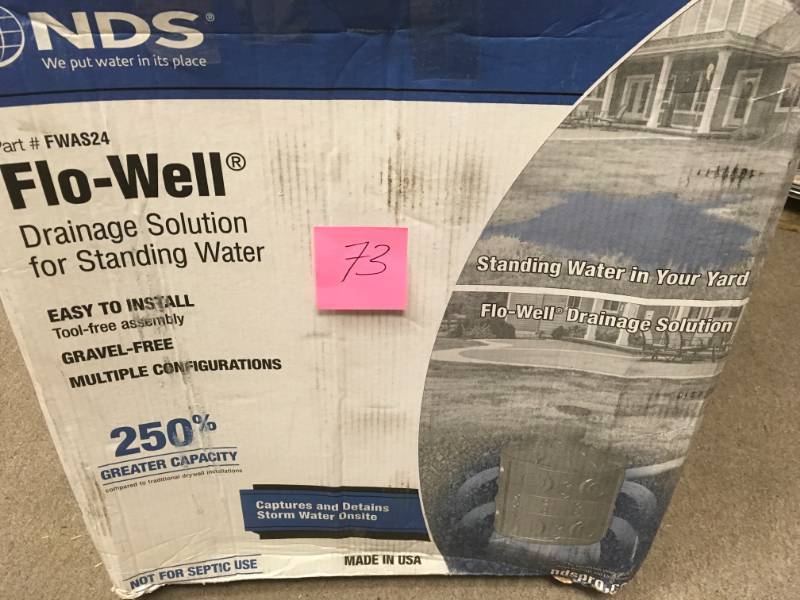 NDS®
We put water in its place
Part # FWAS24
Flo-Well®
Drainage Solution
for Standing Water
73
EASY TO INSTALL
Tool-free assembly
GRAVEL-FREE
MULTIPLE CONFIGURATIONS
250%
GREATER CAPACITY
compared to traditional drywell installations
Captures and Detains
Storm Water Onsite
NOT FOR SEPTIC USE
MADE IN USA
Standing Water in Your Yard
Flo-Well® Drainage Solution
ndspro.c